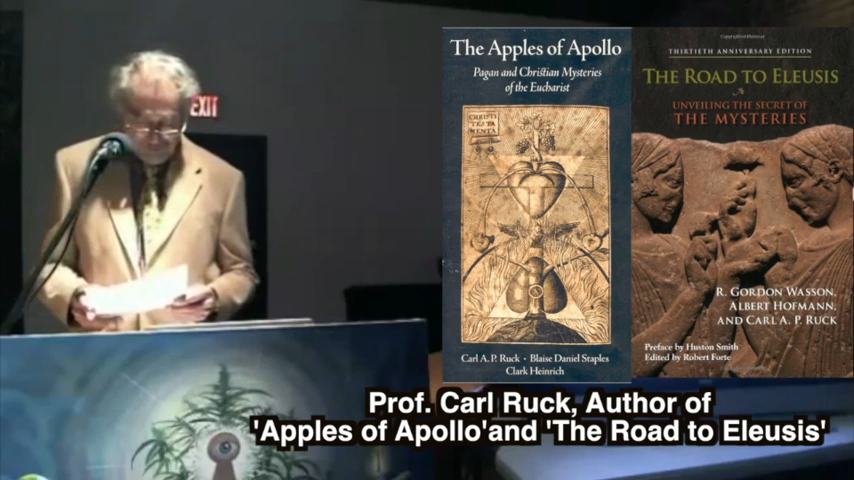 EXIT
The Apples of Apollo
Pagan and Christian Mysteries
of the Eucharist
CHRISTI
TESTA
MENTA
Carl A. P. Ruck · Blaise Daniel Staples
Clark Heinrich
THIRTIETH ANNIVERSARY EDITION
THE ROAD TO ELEUSIS
UNVEILING THE SECRET OF
THE MYSTERIES
R. GORDON WASSON,
ALBERT HOFMANN,
AND CARL A. P. RUCK
Preface by Huston Smith
Edited by Robert Forte
Prof. Carl Ruck, Author of
'Apples of Apollo'and 'The Road to Eleusis'